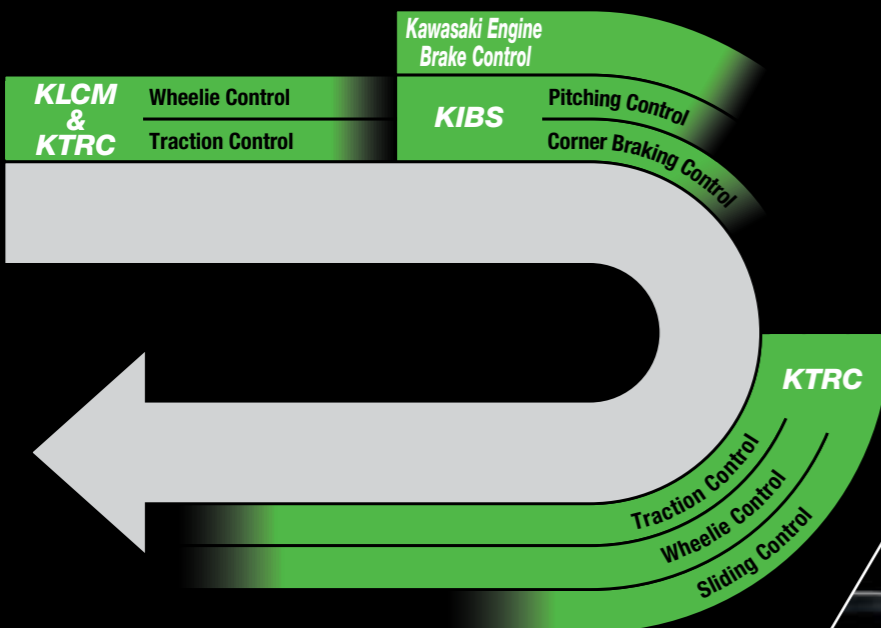 Kawasaki Engine
Brake Control
KLCM
&
KTRC
Wheelie Control
Traction Control
KIBS
Pitching Control
Corner Braking Control
KTRC
Traction Control
Wheelie Control
Sliding Control